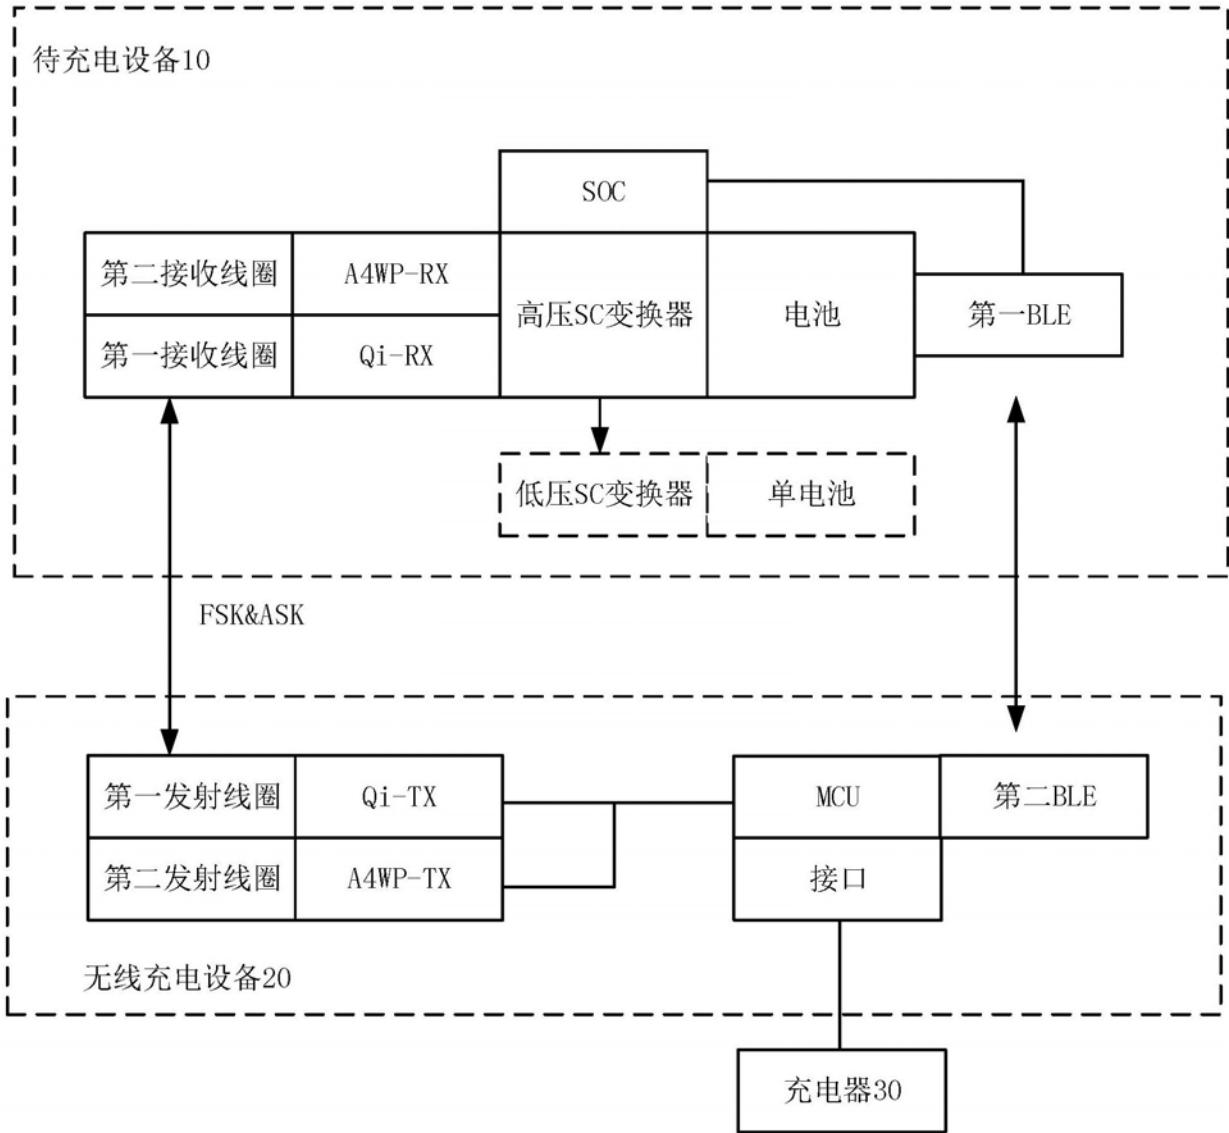 待充电设备10
SOC
第二接收线圈
A4WP-RX
高压SC变换器
电池
第一BLE
第一接收线圈
Qi-RX
低压SC变换器
单电池
FSK&ASK
第一发射线圈
Qi-TX
MCU
第二BLE
第二发射线圈
A4WP-TX
接口
无线充电设备20
充电器30